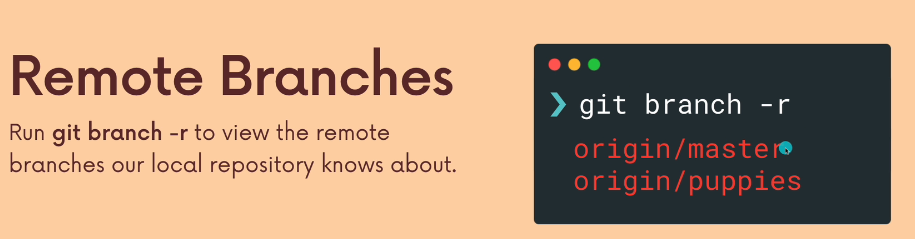 Remote Branches
Run git branch -r to view the remote
branches our local repository knows about.
❯ git branch -r
origin/master
origin/puppies